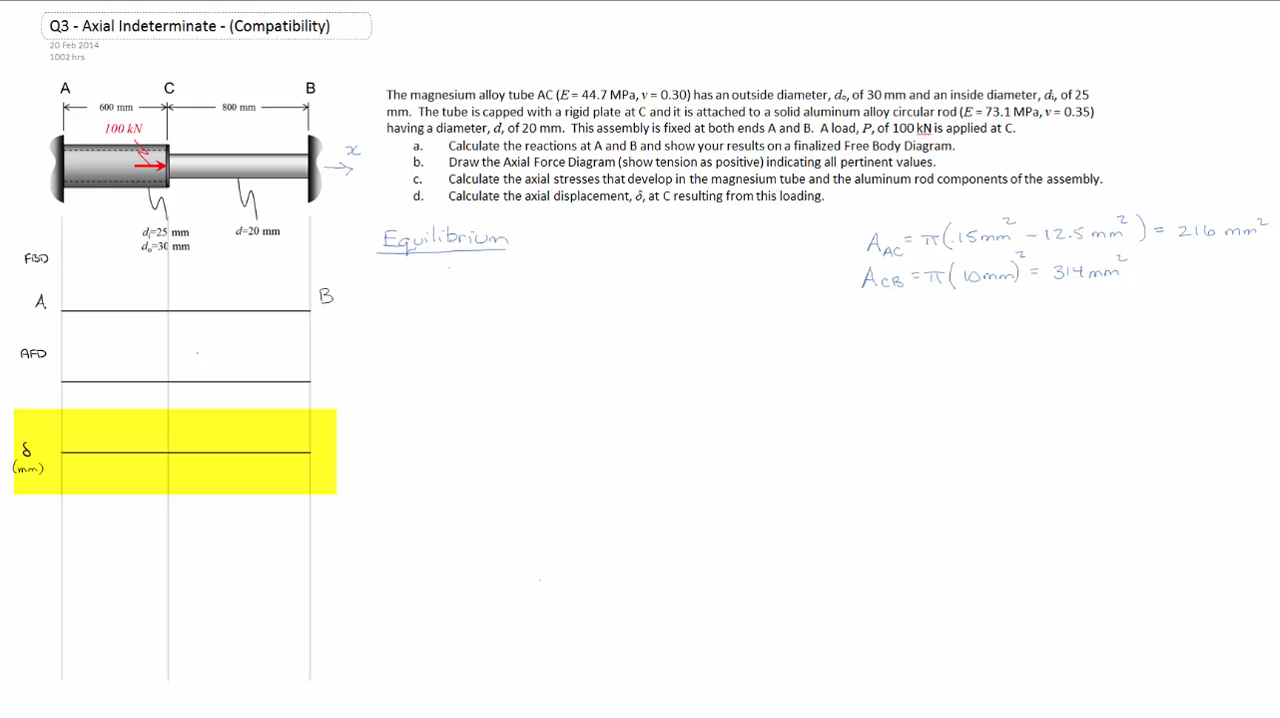 Q3 - Axial Indeterminate - (Compatibility)
20 Feb 2014
1002 hrs
A C B
600 mm 800 mm
100 kN
x
dᵢ=25 mm
dₒ=30 mm
d=20 mm
The magnesium alloy tube AC (E = 44.7 MPa, v = 0.30) has an outside diameter, dₒ, of 30 mm and an inside diameter, dᵢ, of 25
mm. The tube is capped with a rigid plate at C and it is attached to a solid aluminum alloy circular rod (E = 73.1 MPa, v = 0.35)
having a diameter, d, of 20 mm. This assembly is fixed at both ends A and B. A load, P, of 100 kN is applied at C.
a. Calculate the reactions at A and B and show your results on a finalized Free Body Diagram.
b. Draw the Axial Force Diagram (show tension as positive) indicating all pertinent values.
c. Calculate the axial stresses that develop in the magnesium tube and the aluminum rod components of the assembly.
d. Calculate the axial displacement, δ, at C resulting from this loading.
Equilibrium
A_AC = π(.15mm² - 12.5mm²) = 216 mm²
A_CB = π(10mm)² = 314mm²
FBD
A B
AFD
δ
(mm)